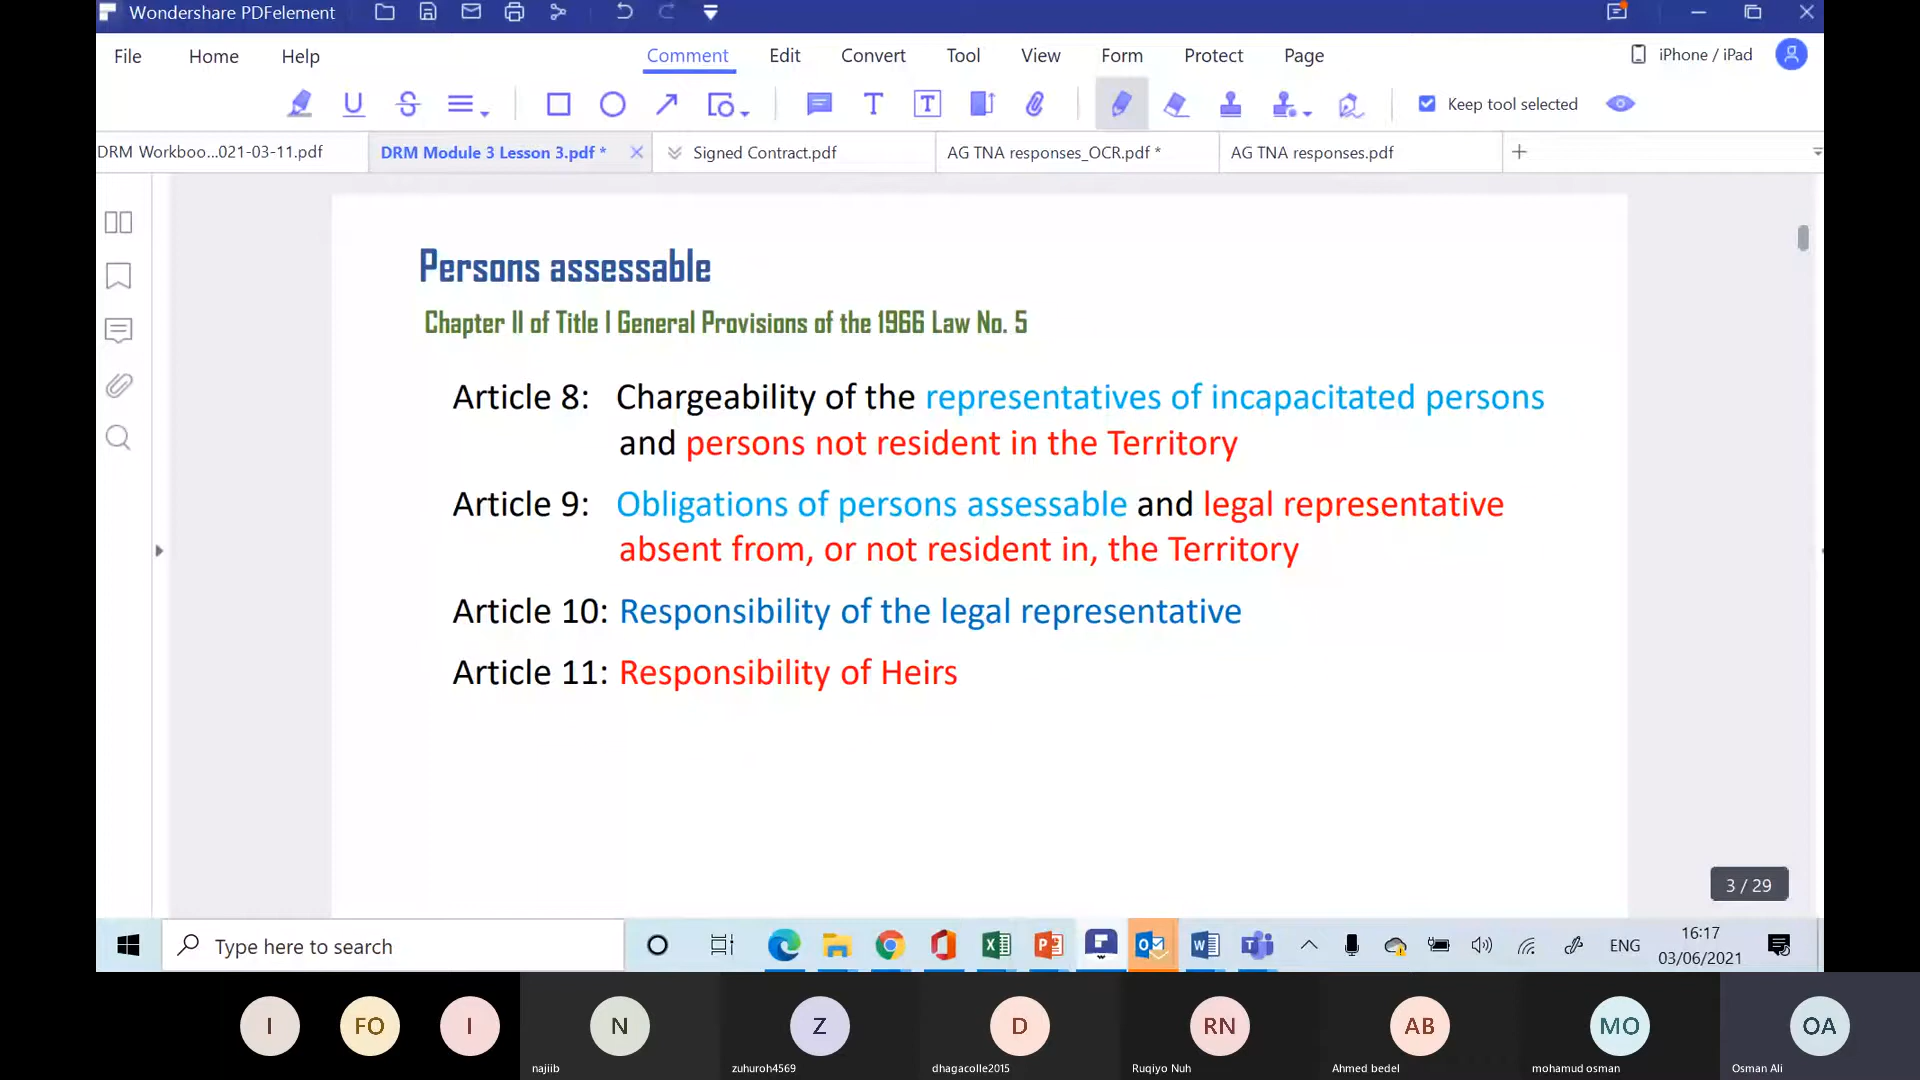 Wondershare PDFelement
File Home Help Comment Edit Convert Tool View Form Protect Page iPhone / iPad
Keep tool selected
DRM Workboo...021-03-11.pdf DRM Module 3 Lesson 3.pdf * Signed Contract.pdf AG TNA responses_OCR.pdf * AG TNA responses.pdf
Persons assessable
Chapter II of Title I General Provisions of the 1966 Law No. 5
Article 8: Chargeability of the representatives of incapacitated persons
and persons not resident in the Territory
Article 9: Obligations of persons assessable and legal representative
absent from, or not resident in, the Territory
Article 10: Responsibility of the legal representative
Article 11: Responsibility of Heirs
3 / 29
Type here to search
ENG
16:17
03/06/2021
I FO I N Z D RN AB MO OA
najiib zuhuroh4569 dhagacolle2015 Ruqiyo Nuh Ahmed bedel mohamud osman Osman Ali